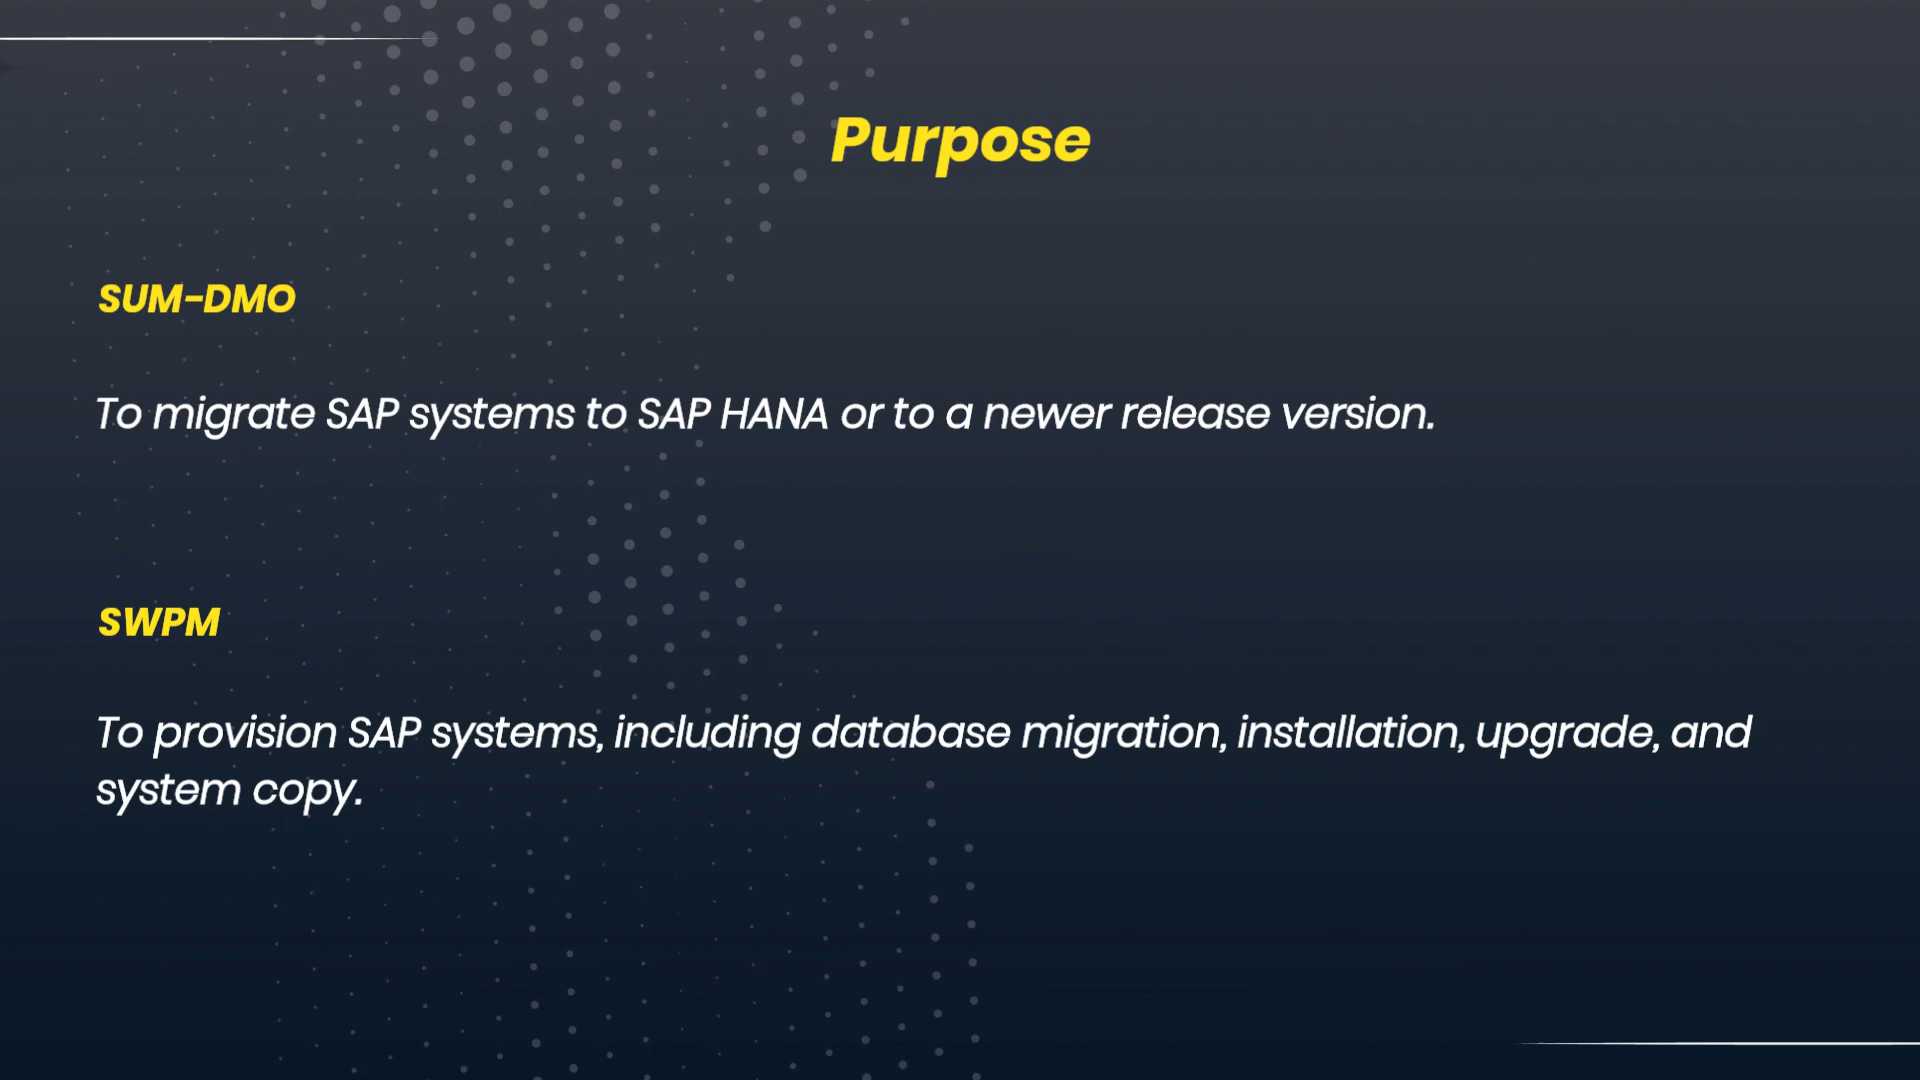 Purpose
SUM-DMO
To migrate SAP systems to SAP HANA or to a newer release version.
SWPM
To provision SAP systems, including database migration, installation, upgrade, and
system copy.